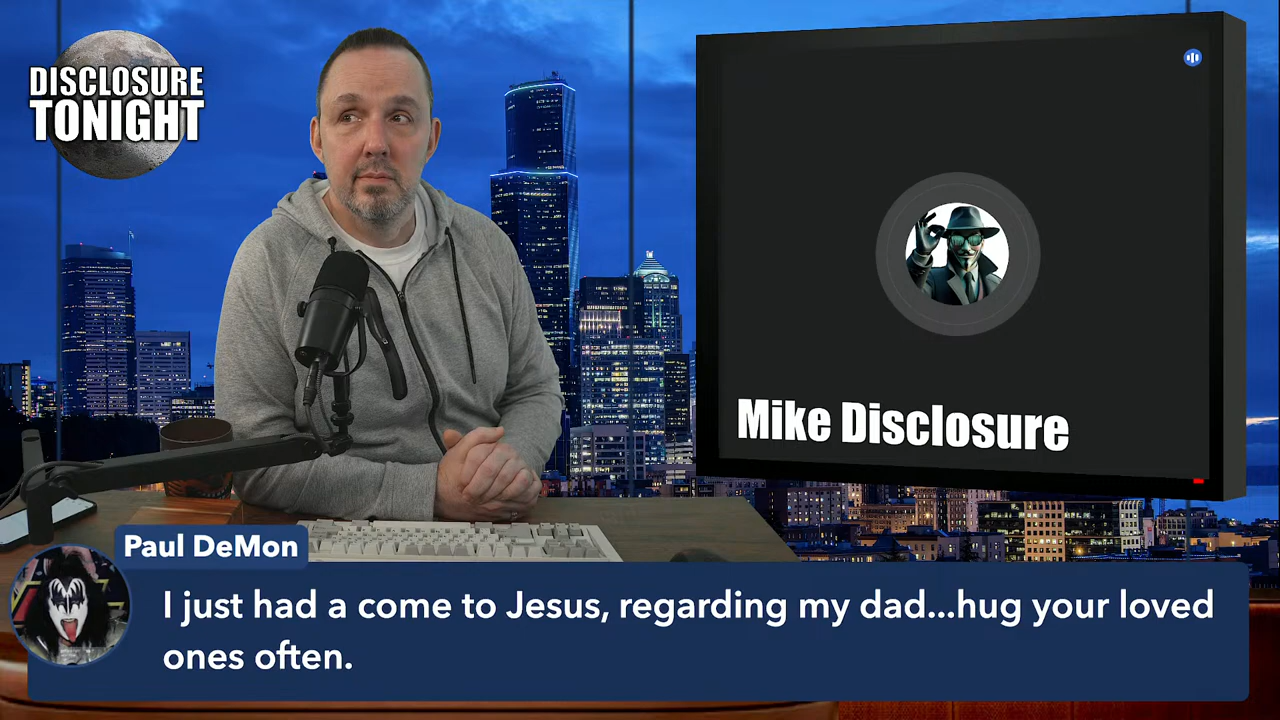 DISCLOSURE
TONIGHT
Mike Disclosure
Paul DeMon
I just had a come to Jesus, regarding my dad...hug your loved
ones often.